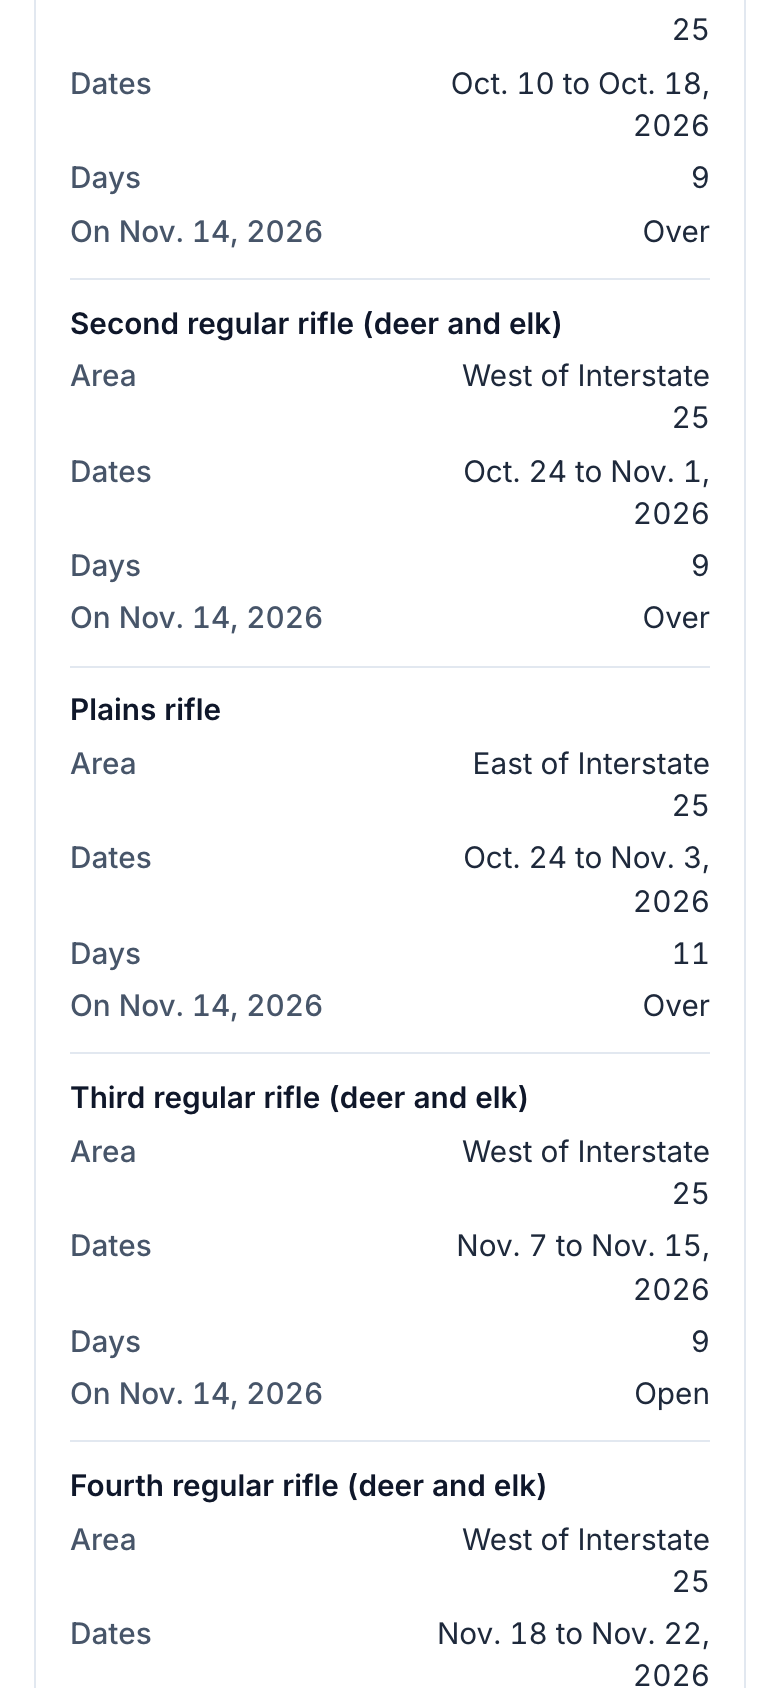 25
Dates Oct. 10 to Oct. 18,
2026
Days 9
On Nov. 14, 2026 Over
Second regular rifle (deer and elk)
Area West of Interstate
25
Dates Oct. 24 to Nov. 1,
2026
Days 9
On Nov. 14, 2026 Over
Plains rifle
Area East of Interstate
25
Dates Oct. 24 to Nov. 3,
2026
Days 11
On Nov. 14, 2026 Over
Third regular rifle (deer and elk)
Area West of Interstate
25
Dates Nov. 7 to Nov. 15,
2026
Days 9
On Nov. 14, 2026 Open
Fourth regular rifle (deer and elk)
Area West of Interstate
25
Dates Nov. 18 to Nov. 22,
2026